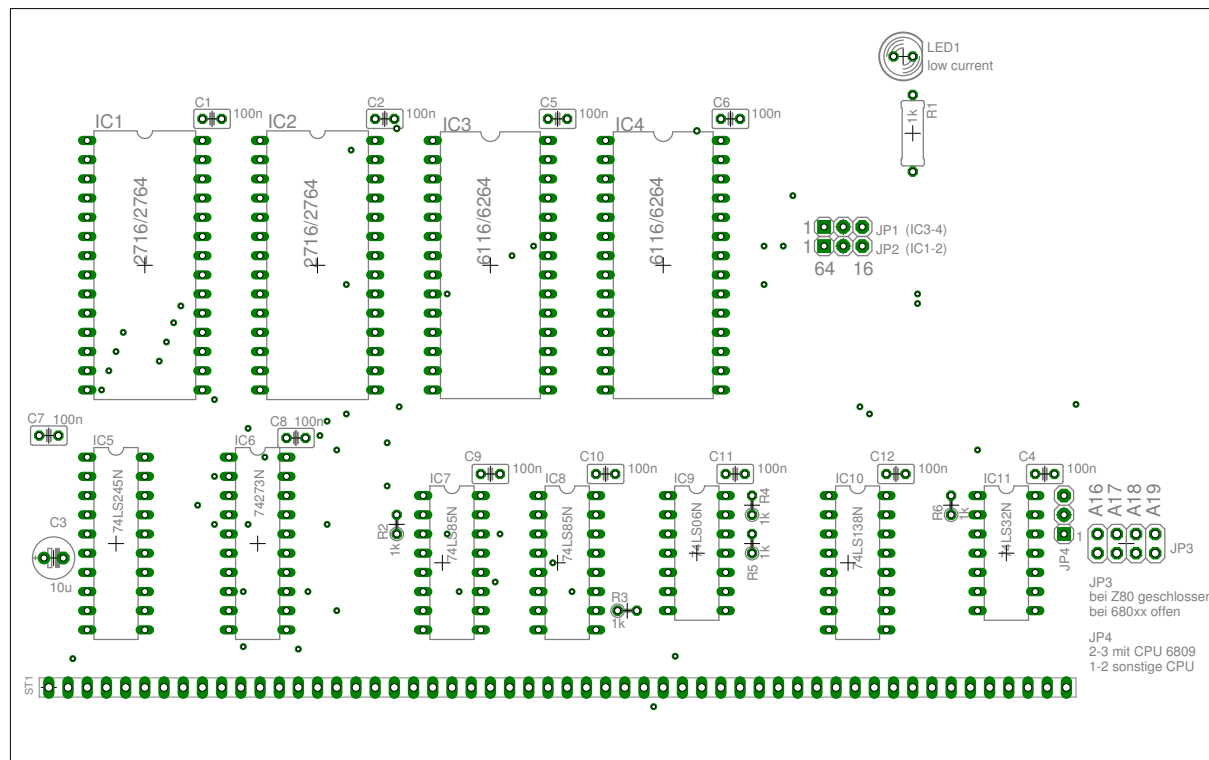 LED1
low current
R1
1k
C1
100n
C2
100n
C5
100n
C6
100n
IC1
IC2
IC3
IC4
2716/2764
2716/2764
6116/6264
6116/6264
1
JP1 (IC3-4)
1
JP2 (IC1-2)
64 16
C7 100n
C8 100n
IC5
IC6
74LS245N
74273N
C3
10u
C9
100n
C10
100n
C11
100n
C12
100n
C4
100n
IC7
IC8
IC9
IC10
IC11
74LS85N
74LS85N
74LS06N
74LS138N
74LS32N
R2
1k
R4
1k
R5
1k
R6
1k
R3
1k
1
JP4
A16
A17
A18
A19
JP3
JP3
bei Z80 geschlossen
bei 680xx offen
JP4
2-3 mit CPU 6809
1-2 sonstige CPU
ST1